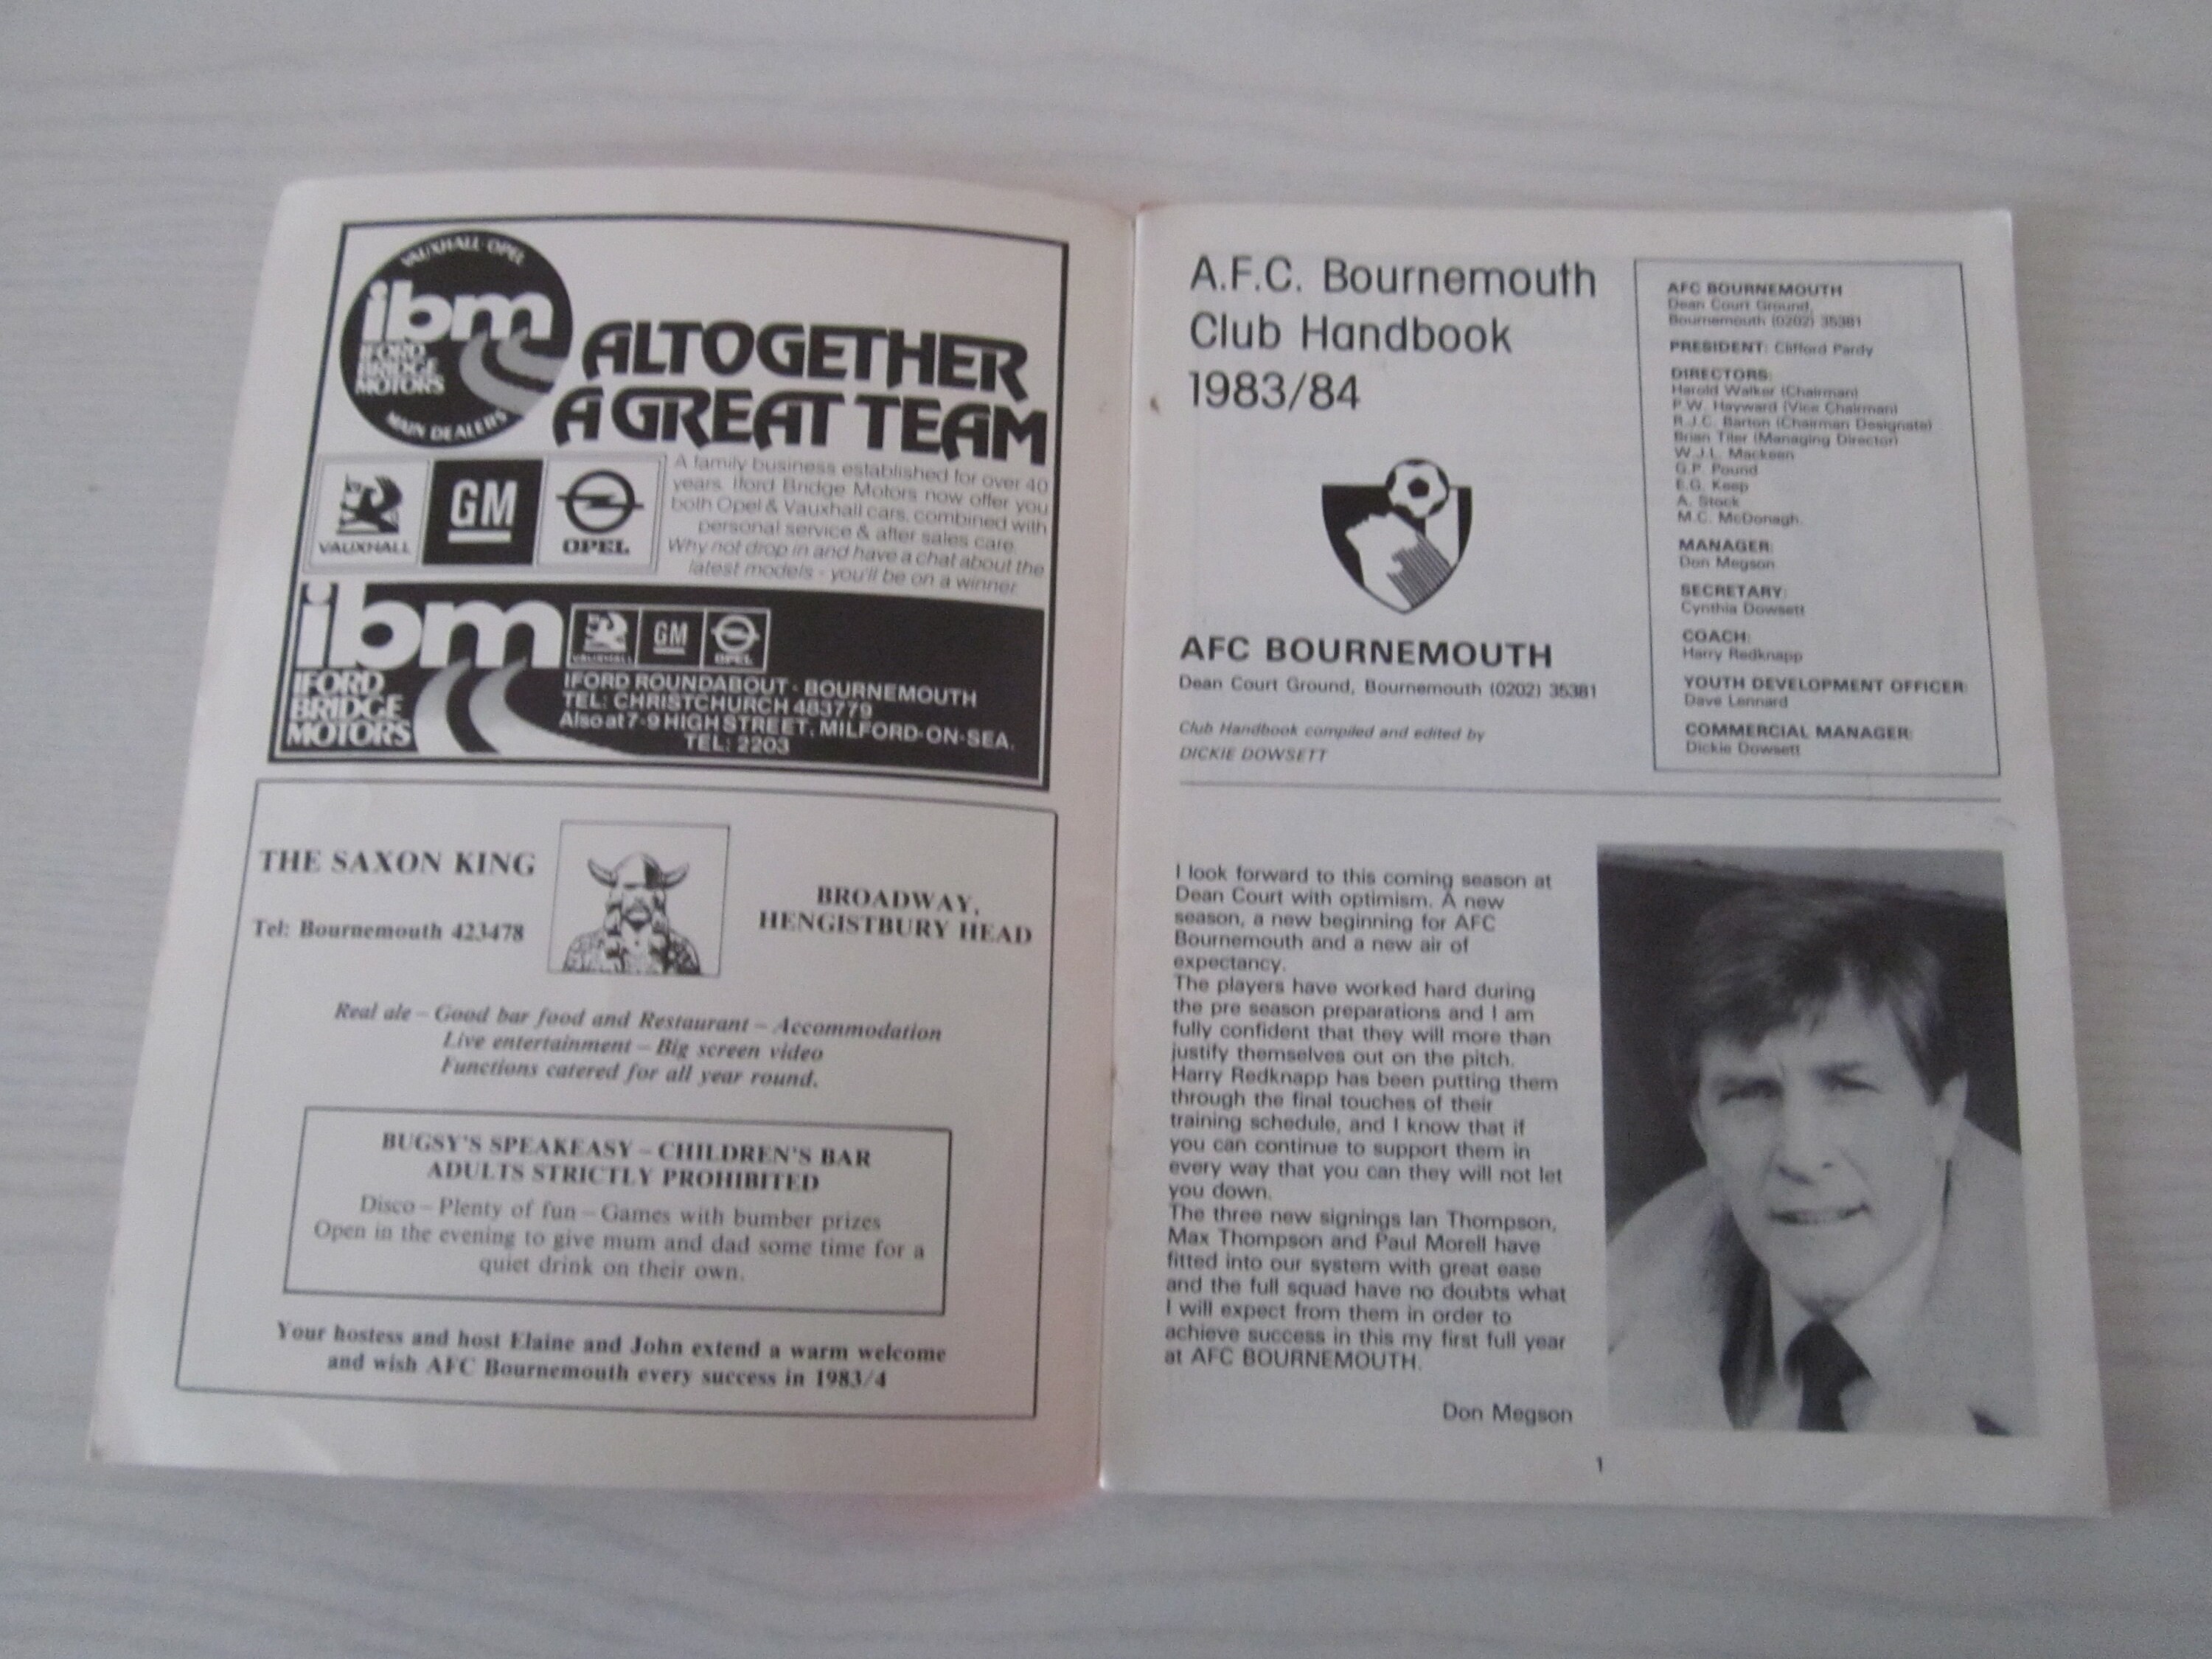 VAUXHALL-OPEL
ibm
IFORD
BRIDGE
MOTORS
MAIN DEALERS
ALTOGETHER
A GREAT TEAM
VAUXHALL
GM
OPEL
A family business established for over 40
years. Iford Bridge Motors now offer you
both Opel & Vauxhall cars, combined with
personal service & after sales care.
Why not drop in and have a chat about the
latest models - you'll be on a winner.
ibm
IFORD
BRIDGE
MOTORS
VAUXHALL
GM
OPEL
IFORD ROUNDABOUT - BOURNEMOUTH
TEL: CHRISTCHURCH 483779
Also at 7-9 HIGH STREET, MILFORD-ON-SEA.
TEL: 2203
THE SAXON KING
Tel: Bournemouth 423478
BROADWAY,
HENGISTBURY HEAD
Real ale – Good bar food and Restaurant – Accommodation
Live entertainment – Big screen video
Functions catered for all year round.
BUGSY'S SPEAKEASY – CHILDREN'S BAR
ADULTS STRICTLY PROHIBITED
Disco – Plenty of fun – Games with bumber prizes
Open in the evening to give mum and dad some time for a
quiet drink on their own.
Your hostess and host Elaine and John extend a warm welcome
and wish AFC Bournemouth every success in 1983/4
A.F.C. Bournemouth
Club Handbook
1983/84
AFC BOURNEMOUTH
Dean Court Ground, Bournemouth (0202) 35381
Club Handbook compiled and edited by
DICKIE DOWSETT
AFC BOURNEMOUTH
Dean Court Ground,
Bournemouth (0202) 35381
PRESIDENT: Clifford Pardy
DIRECTORS:
Harold Walker (Chairman)
P.W. Hayward (Vice Chairman)
R.J.C. Barton (Chairman Designate)
Brian Tiler (Managing Director)
W.J.L. Mackeen
G.P. Pound
E.G. Keep
A. Stock
M.C. McDonagh.
MANAGER:
Don Megson
SECRETARY:
Cynthia Dowsett
COACH:
Harry Redknapp
YOUTH DEVELOPMENT OFFICER:
Dave Lennard
COMMERCIAL MANAGER:
Dickie Dowsett
I look forward to this coming season at
Dean Court with optimism. A new
season, a new beginning for AFC
Bournemouth and a new air of
expectancy.
The players have worked hard during
the pre season preparations and I am
fully confident that they will more than
justify themselves out on the pitch.
Harry Redknapp has been putting them
through the final touches of their
training schedule, and I know that if
you can continue to support them in
every way that you can they will not let
you down.
The three new signings Ian Thompson,
Max Thompson and Paul Morell have
fitted into our system with great ease
and the full squad have no doubts what
I will expect from them in order to
achieve success in this my first full year
at AFC BOURNEMOUTH.
Don Megson
1